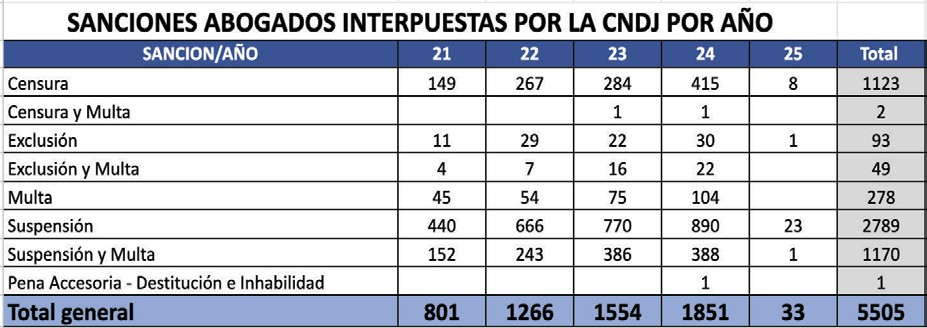 SANCIONES ABOGADOS INTERPUESTAS POR LA CNDJ POR AÑO
SANCION/AÑO 21 22 23 24 25 Total
Censura 149 267 284 415 8 1123
Censura y Multa 1 1 2
Exclusión 11 29 22 30 1 93
Exclusión y Multa 4 7 16 22 49
Multa 45 54 75 104 278
Suspensión 440 666 770 890 23 2789
Suspensión y Multa 152 243 386 388 1 1170
Pena Accesoria - Destitución e Inhabilidad 1 1
Total general 801 1266 1554 1851 33 5505